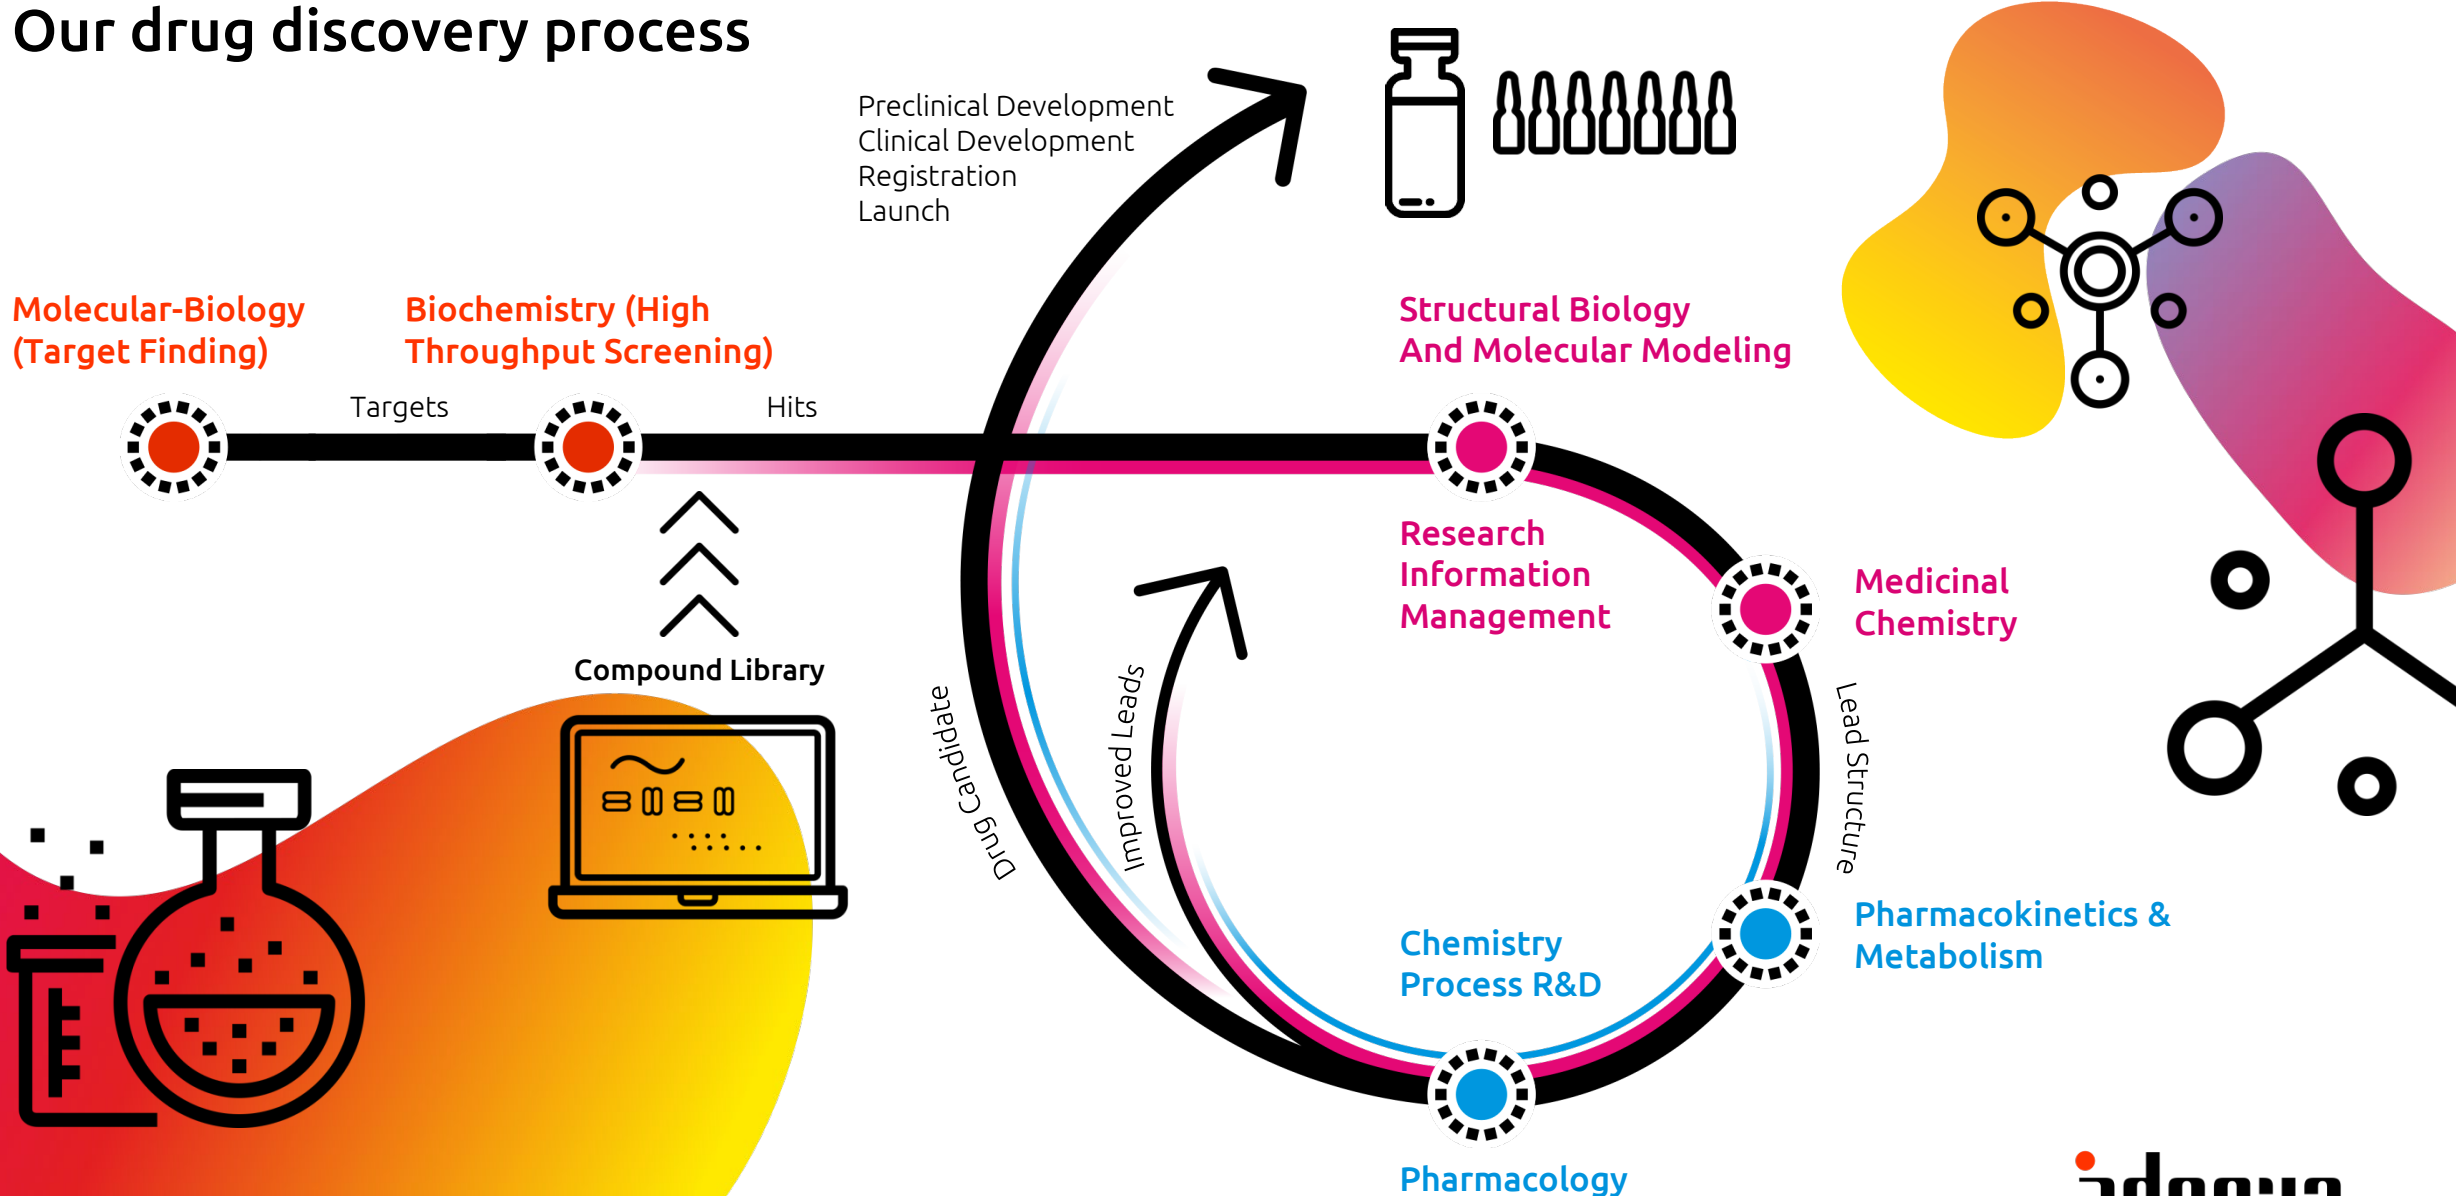 Our drug discovery process
Preclinical Development
Clinical Development
Registration
Launch
Molecular-Biology
(Target Finding)
Biochemistry (High
Throughput Screening)
Targets
Hits
Structural Biology
And Molecular Modeling
Research
Information
Management
Medicinal
Chemistry
Compound Library
Drug Candidate
Improved Leads
Lead Structure
Pharmacokinetics &
Metabolism
Chemistry
Process R&D
Pharmacology